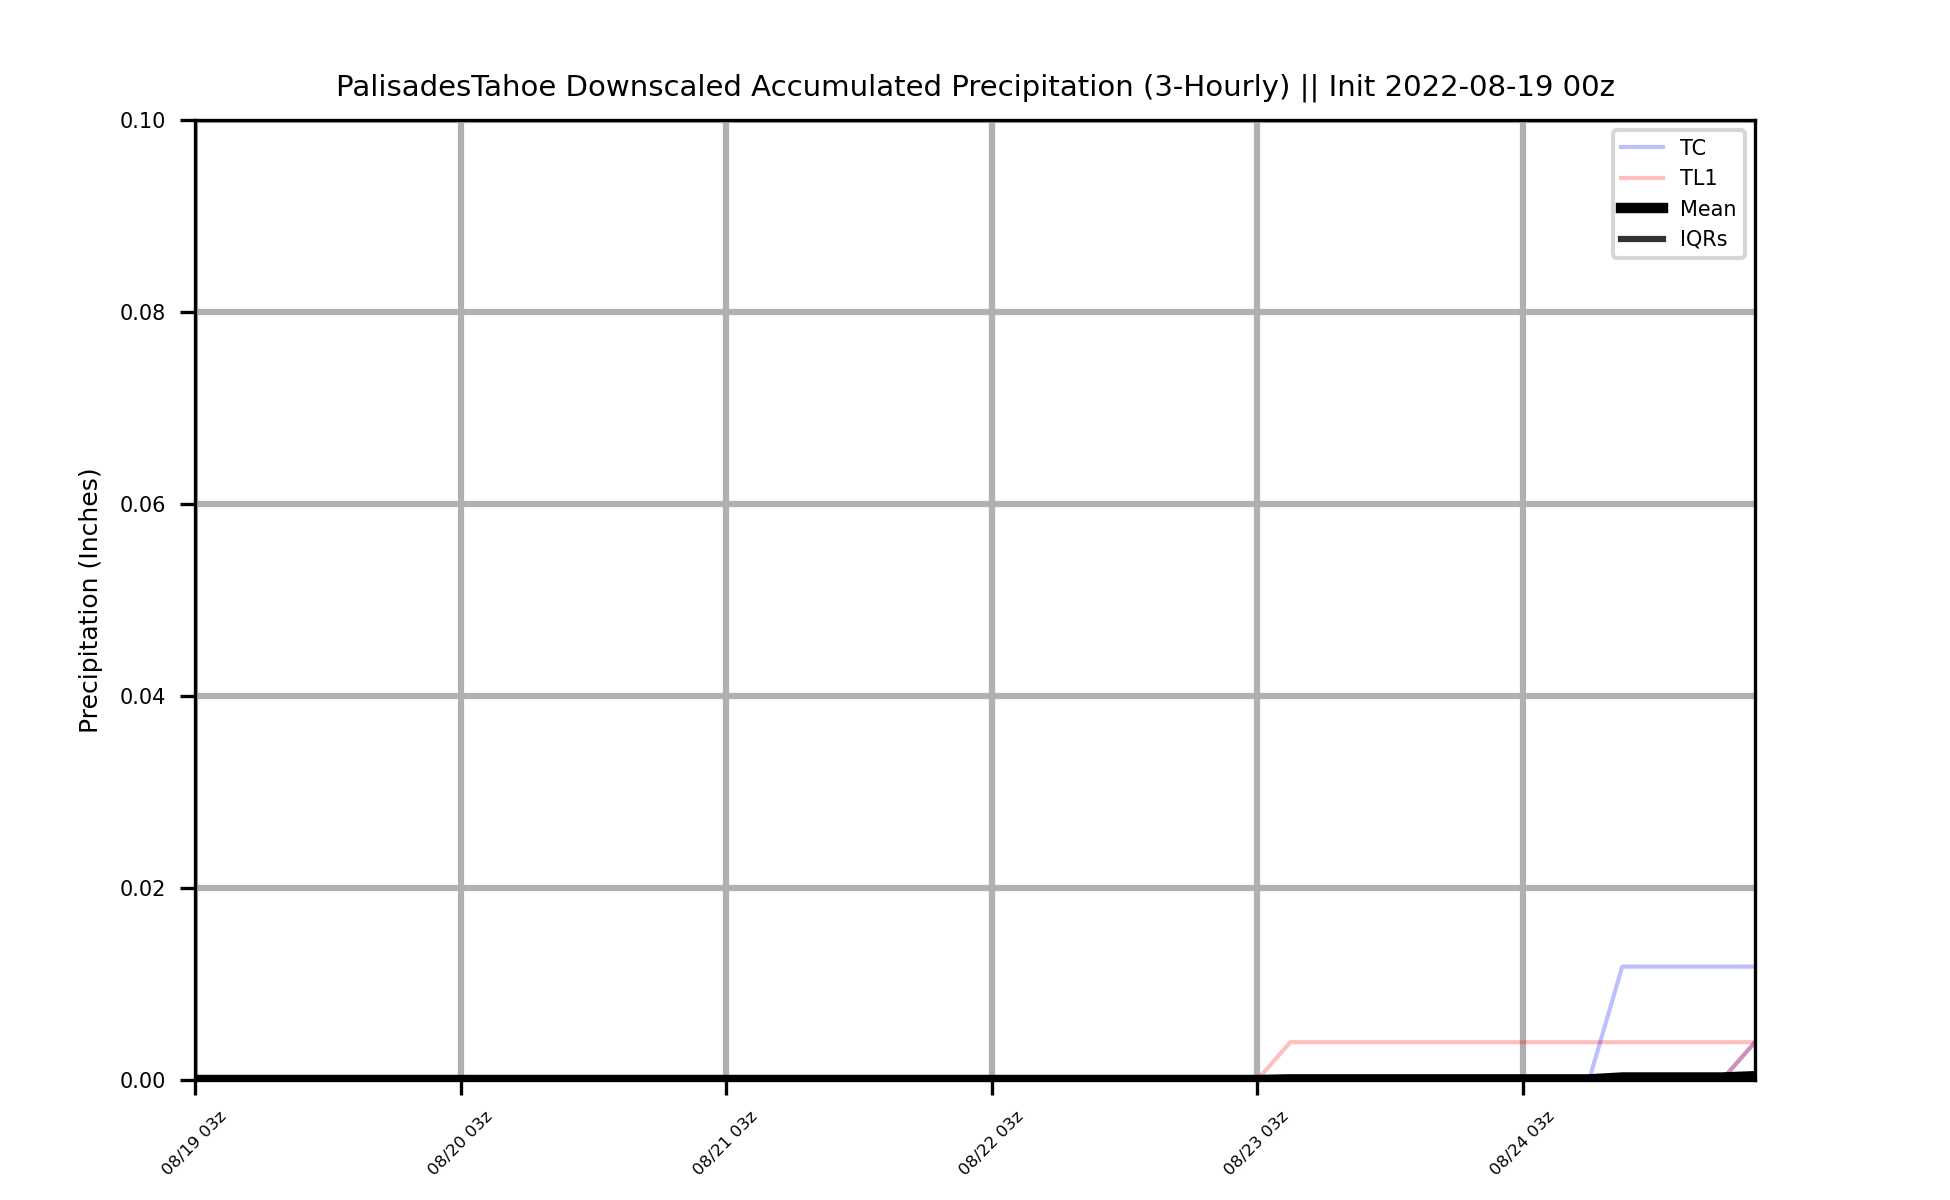 PalisadesTahoe Downscaled Accumulated Precipitation (3-Hourly) || Init 2022-08-19 00z
0.10
0.08
0.06
0.04
0.02
0.00
Precipitation (Inches)
TC
TL1
Mean
IQRs
08/19 03z
08/20 03z
08/21 03z
08/22 03z
08/23 03z
08/24 03z